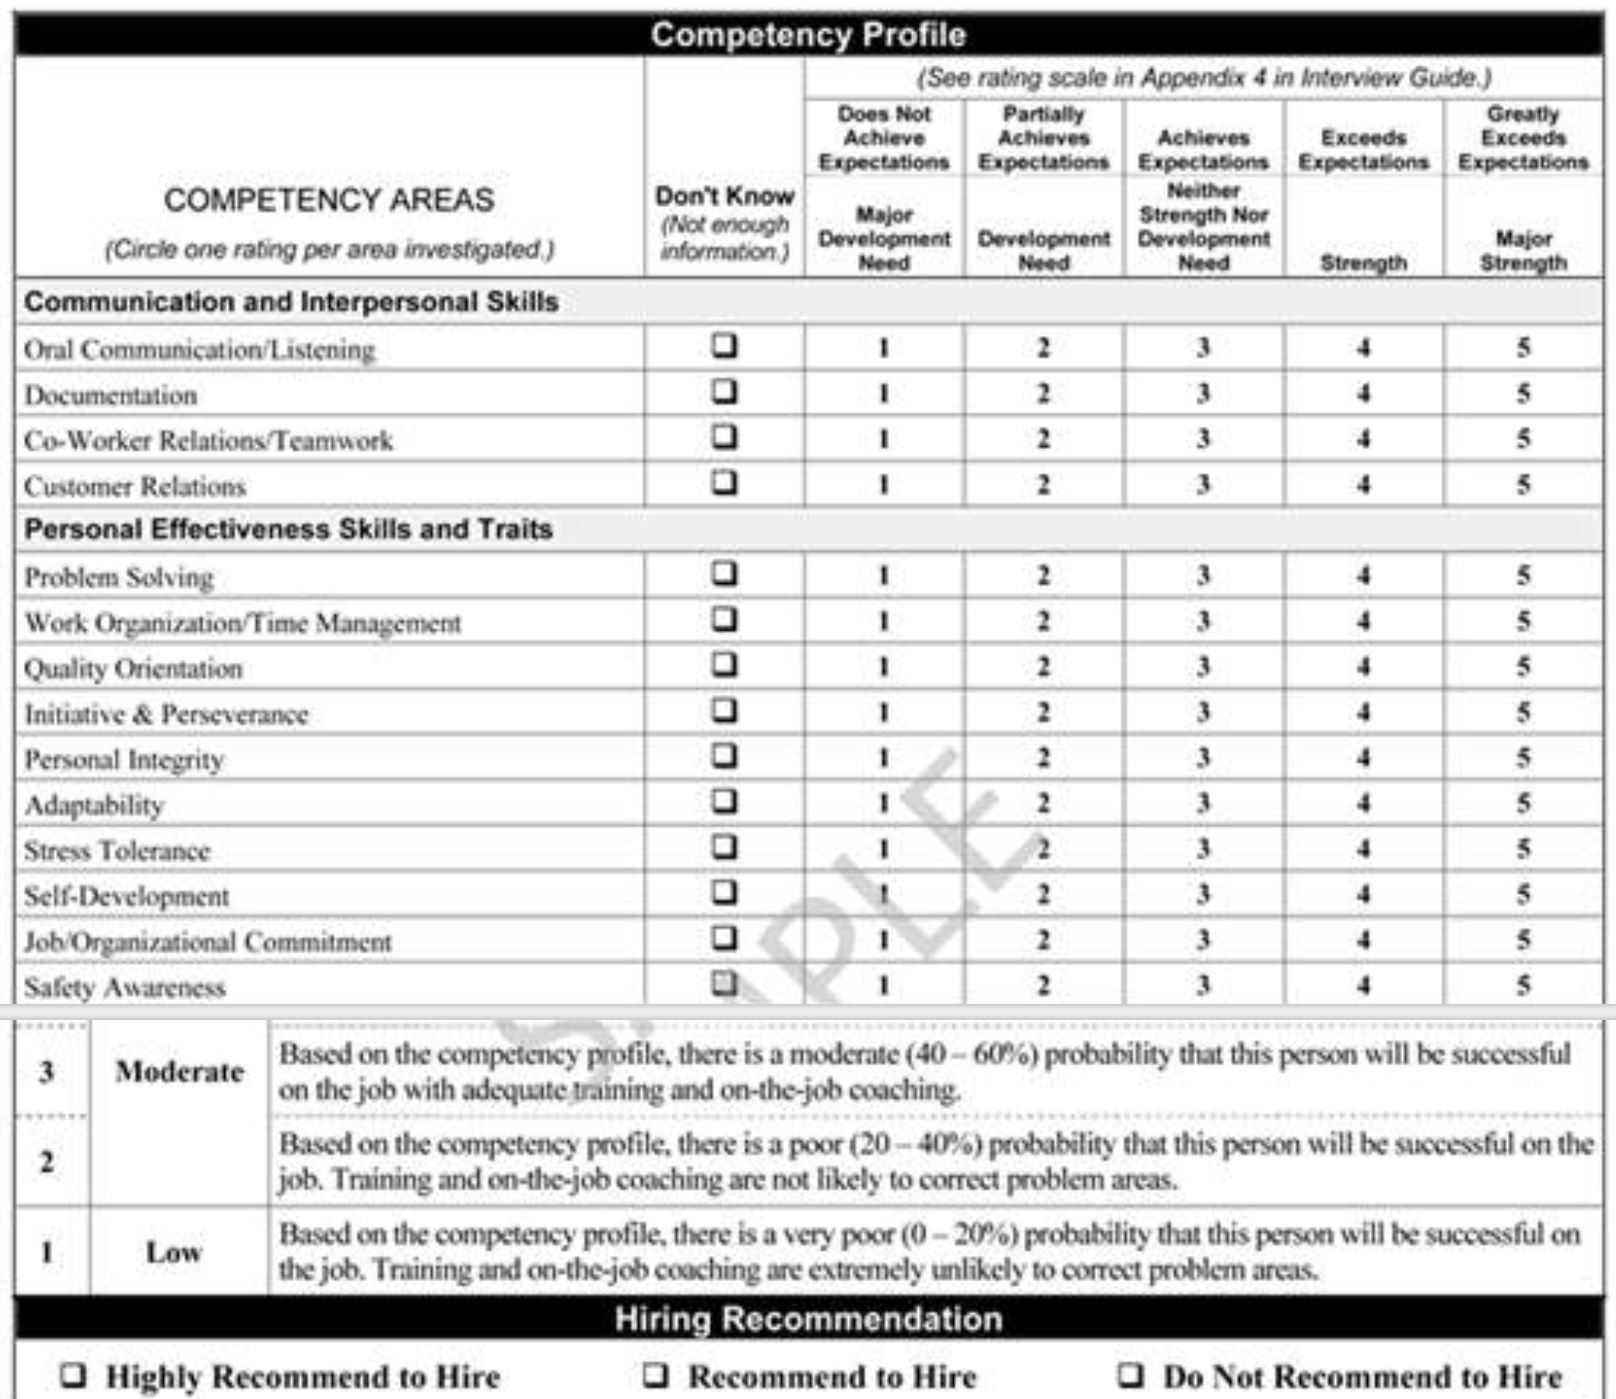 Competency Profile
(See rating scale in Appendix 4 in Interview Guide.)
COMPETENCY AREAS
(Circle one rating per area investigated.)
Don't Know
(Not enough
information.)
Does Not
Achieve
Expectations
Partially
Achieves
Expectations
Achieves
Expectations
Exceeds
Expectations
Greatly
Exceeds
Expectations
Major
Development
Need
Development
Need
Neither
Strength Nor
Development
Need
Strength
Major
Strength
Communication and Interpersonal Skills
Oral Communication/Listening ❑ 1 2 3 4 5
Documentation ❑ 1 2 3 4 5
Co-Worker Relations/Teamwork ❑ 1 2 3 4 5
Customer Relations ❑ 1 2 3 4 5
Personal Effectiveness Skills and Traits
Problem Solving ❑ 1 2 3 4 5
Work Organization/Time Management ❑ 1 2 3 4 5
Quality Orientation ❑ 1 2 3 4 5
Initiative & Perseverance ❑ 1 2 3 4 5
Personal Integrity ❑ 1 2 3 4 5
Adaptability ❑ 1 2 3 4 5
Stress Tolerance ❑ 1 2 3 4 5
Self-Development ❑ 1 2 3 4 5
Job/Organizational Commitment ❑ 1 2 3 4 5
Safety Awareness ❑ 1 2 3 4 5
3 Moderate Based on the competency profile, there is a moderate (40 – 60%) probability that this person will be successful
on the job with adequate training and on-the-job coaching.
2 Based on the competency profile, there is a poor (20 – 40%) probability that this person will be successful on the
job. Training and on-the-job coaching are not likely to correct problem areas.
1 Low Based on the competency profile, there is a very poor (0 – 20%) probability that this person will be successful on
the job. Training and on-the-job coaching are extremely unlikely to correct problem areas.
Hiring Recommendation
❑ Highly Recommend to Hire ❑ Recommend to Hire ❑ Do Not Recommend to Hire